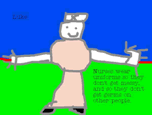 Nurses wear
uniforms so they
don't get messy,
and so they don't
get germs on
other people